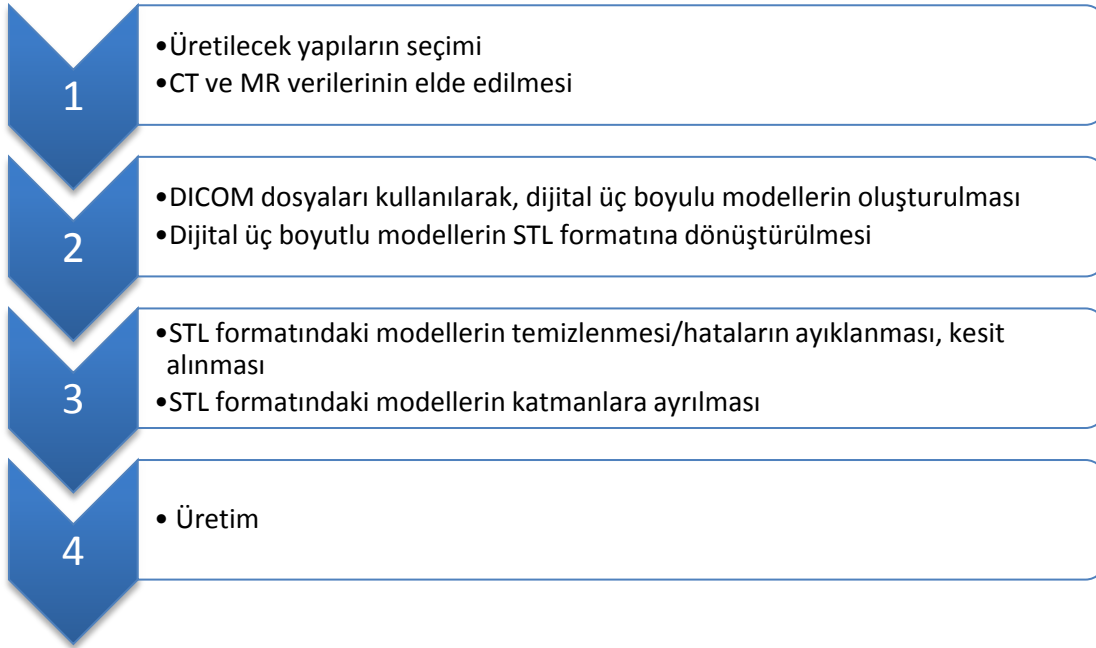 1
•Üretilecek yapıların seçimi
•CT ve MR verilerinin elde edilmesi
2
•DICOM dosyaları kullanılarak, dijital üç boyulu modellerin oluşturulması
•Dijital üç boyutlu modellerin STL formatına dönüştürülmesi
3
•STL formatındaki modellerin temizlenmesi/hataların ayıklanması, kesit
alınması
•STL formatındaki modellerin katmanlara ayrılması
4
• Üretim